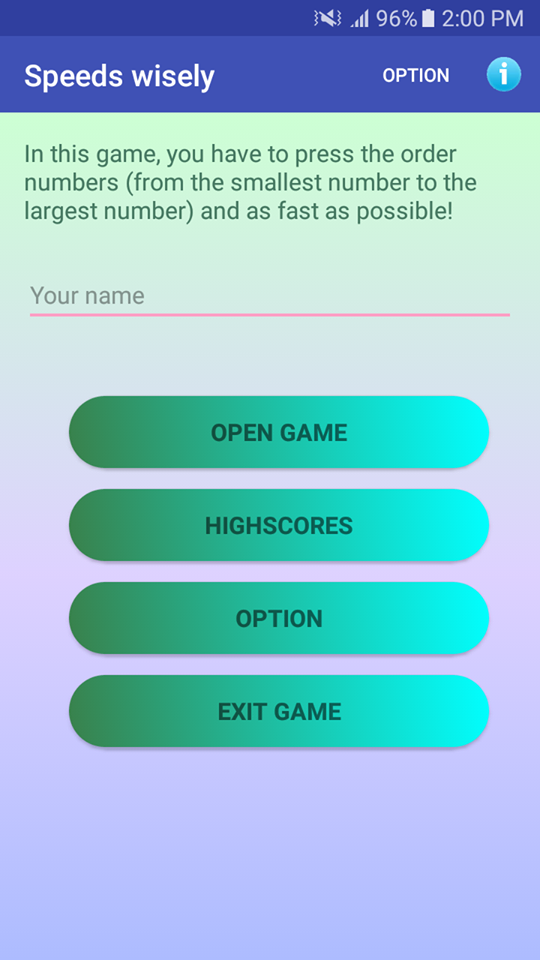 96% 2:00 PM
Speeds wisely OPTION
In this game, you have to press the order
numbers (from the smallest number to the
largest number) and as fast as possible!
Your name
OPEN GAME
HIGHSCORES
OPTION
EXIT GAME